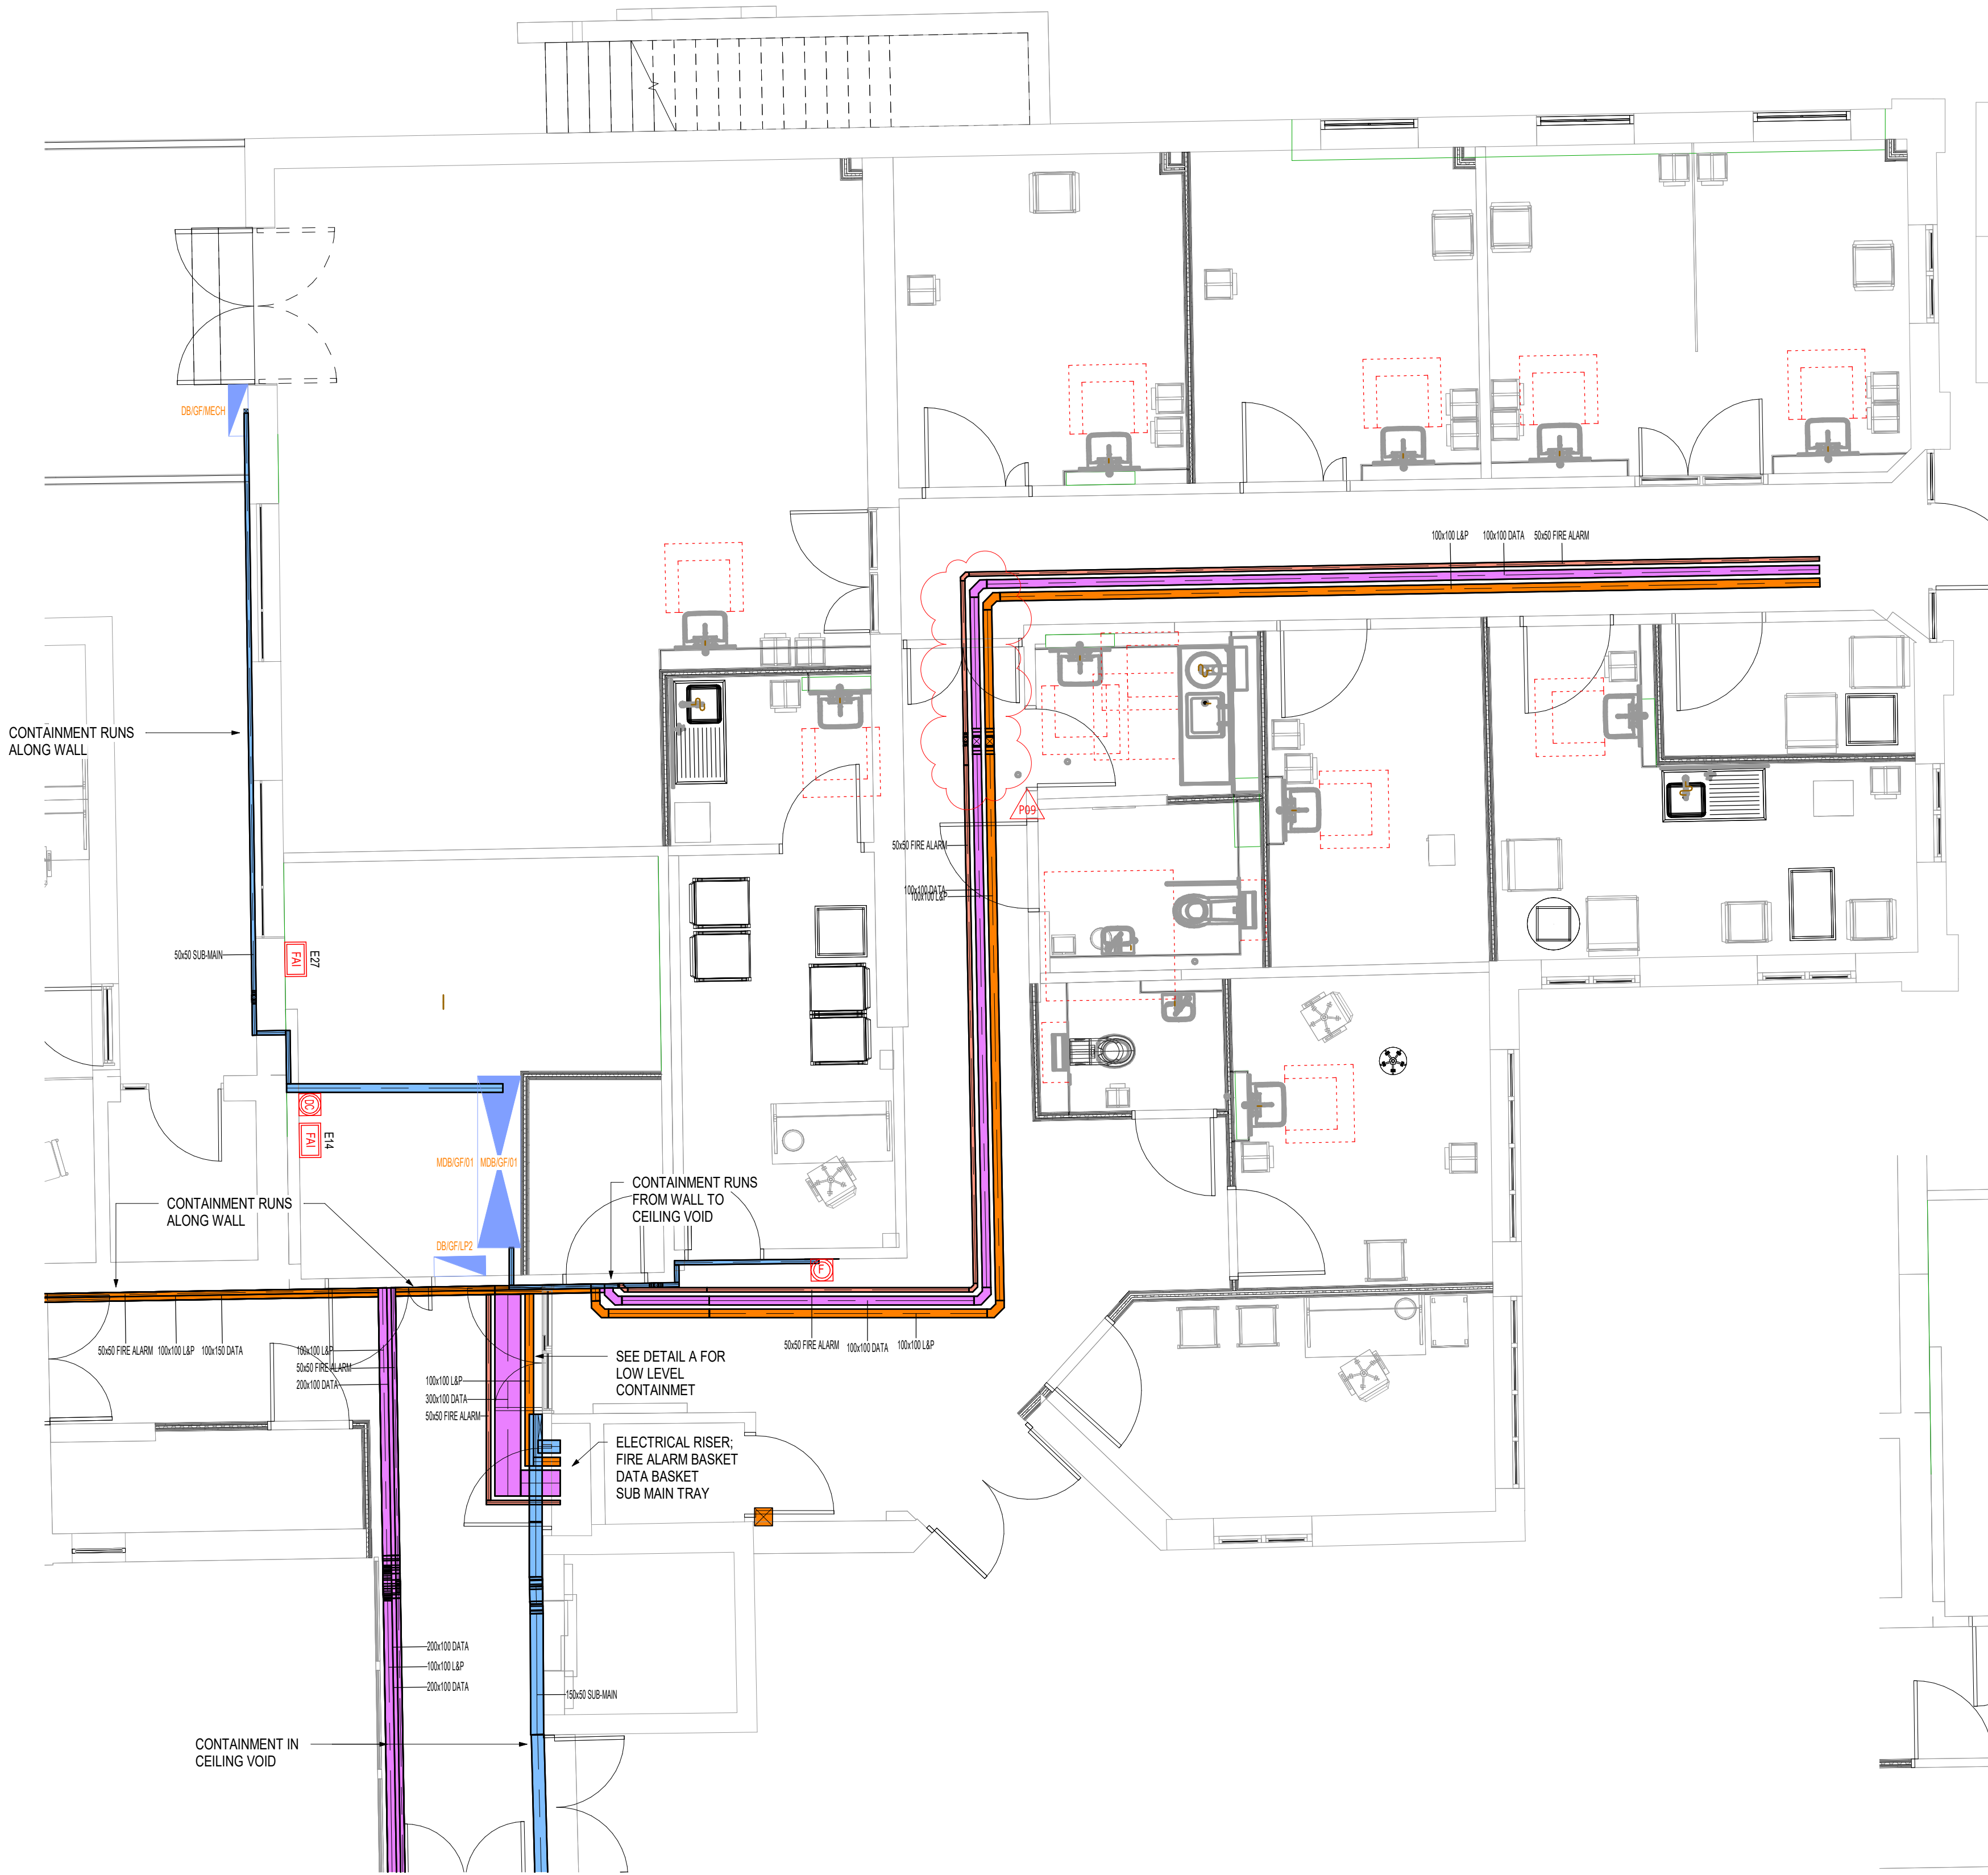 DB/GF/MECH
100x100 L&P
100x100 DATA
50x50 FIRE ALARM
CONTAINMENT RUNS
ALONG WALL
P09
50x50 FIRE ALARM
100x100 DATA
100x100 L&P
50x50 SUB-MAIN
FAI
E27
DC
FAI
E14
MDB/GF/01
MDB/GF/01
CONTAINMENT RUNS
FROM WALL TO
CEILING VOID
CONTAINMENT RUNS
ALONG WALL
DB/GF/LP2
F
50x50 FIRE ALARM
100x100 L&P
100x150 DATA
100x100 L&P
50x50 FIRE ALARM
200x100 DATA
50x50 FIRE ALARM
100x100 DATA
100x100 L&P
SEE DETAIL A FOR
LOW LEVEL
CONTAINMET
100x100 L&P
300x100 DATA
50x50 FIRE ALARM
ELECTRICAL RISER;
FIRE ALARM BASKET
DATA BASKET
SUB MAIN TRAY
200x100 DATA
100x100 L&P
200x100 DATA
150x50 SUB-MAIN
CONTAINMENT IN
CEILING VOID